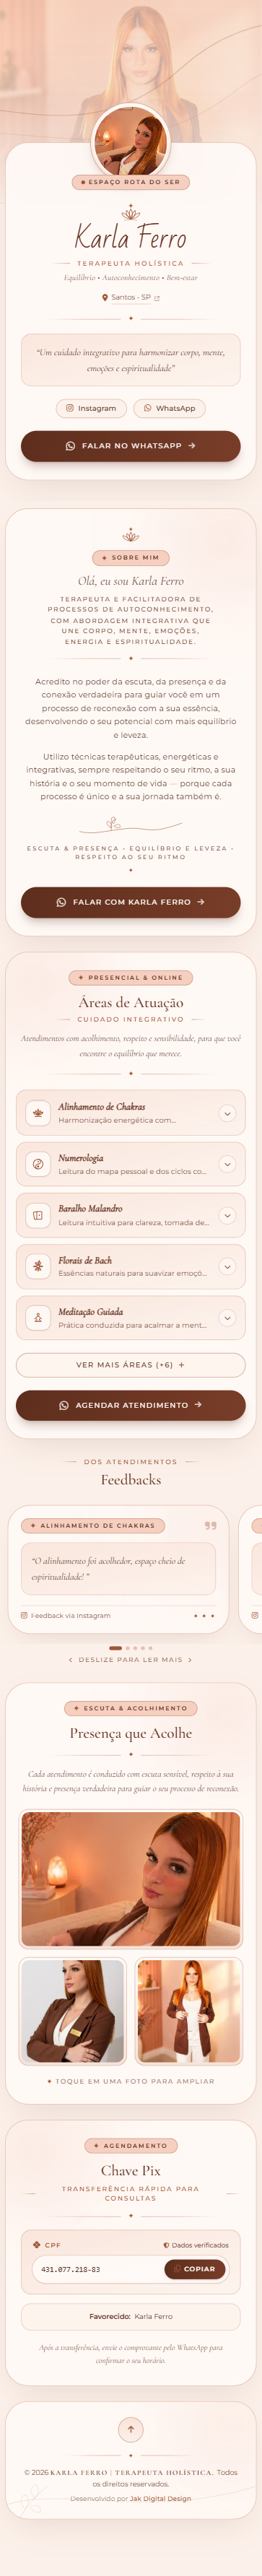 ESPAÇO ROTA DO SER
Karla Ferro
TERAPEUTA HOLÍSTICA
Equilíbrio • Autoconhecimento • Bem-estar
Santos - SP
“Um cuidado integrativo para harmonizar corpo, mente,
emoções e espiritualidade”
Instagram
WhatsApp
FALAR NO WHATSAPP →
SOBRE MIM
Olá, eu sou Karla Ferro
TERAPEUTA E FACILITADORA DE
PROCESSOS DE AUTOCONHECIMENTO,
COM ABORDAGEM INTEGRATIVA QUE
UNE CORPO, MENTE, EMOÇÕES,
ENERGIA E ESPIRITUALIDADE.
Acredito no poder da escuta, da presença e da
conexão verdadeira para guiar você em um
processo de reconexão com a sua essência,
desenvolvendo o seu potencial com mais equilíbrio
e leveza.
Utilizo técnicas terapêuticas, energéticas e
integrativas, sempre respeitando o seu ritmo, a sua
história e o seu momento de vida — porque cada
processo é único e a sua jornada também é.
ESCUTA & PRESENÇA • EQUILÍBRIO E LEVEZA •
RESPEITO AO SEU RITMO
FALAR COM KARLA FERRO →
PRESENCIAL & ONLINE
Áreas de Atuação
CUIDADO INTEGRATIVO
Atendimentos com acolhimento, respeito e sensibilidade, para que você
encontre o equilíbrio que merece.
Alinhamento de Chakras
Harmonização energética com...
Numerologia
Leitura do mapa pessoal e dos ciclos co...
Baralho Malandro
Leitura intuitiva para clareza, tomada de...
Florais de Bach
Essências naturais para suavizar emoçõ...
Meditação Guiada
Prática conduzida para acalmar a ment...
VER MAIS ÁREAS (+6) +
AGENDAR ATENDIMENTO →
DOS ATENDIMENTOS
Feedbacks
ALINHAMENTO DE CHAKRAS
“O alinhamento foi acolhedor, espaço cheio de
espiritualidade! ”
Feedback via Instagram
DESLIZE PARA LER MAIS
ESCUTA & ACOLHIMENTO
Presença que Acolhe
Cada atendimento é conduzido com escuta sensível, respeito à sua
história e presença verdadeira para guiar o seu processo de reconexão.
TOQUE EM UMA FOTO PARA AMPLIAR
AGENDAMENTO
Chave Pix
TRANSFERÊNCIA RÁPIDA PARA
CONSULTAS
CPF
Dados verificados
431.077.218-83
COPIAR
Favorecido: Karla Ferro
Após a transferência, envie o comprovante pelo WhatsApp para
confirmar o seu horário.
© 2026 KARLA FERRO | TERAPEUTA HOLÍSTICA. Todos
os direitos reservados.
Desenvolvido por Jak Digital Design